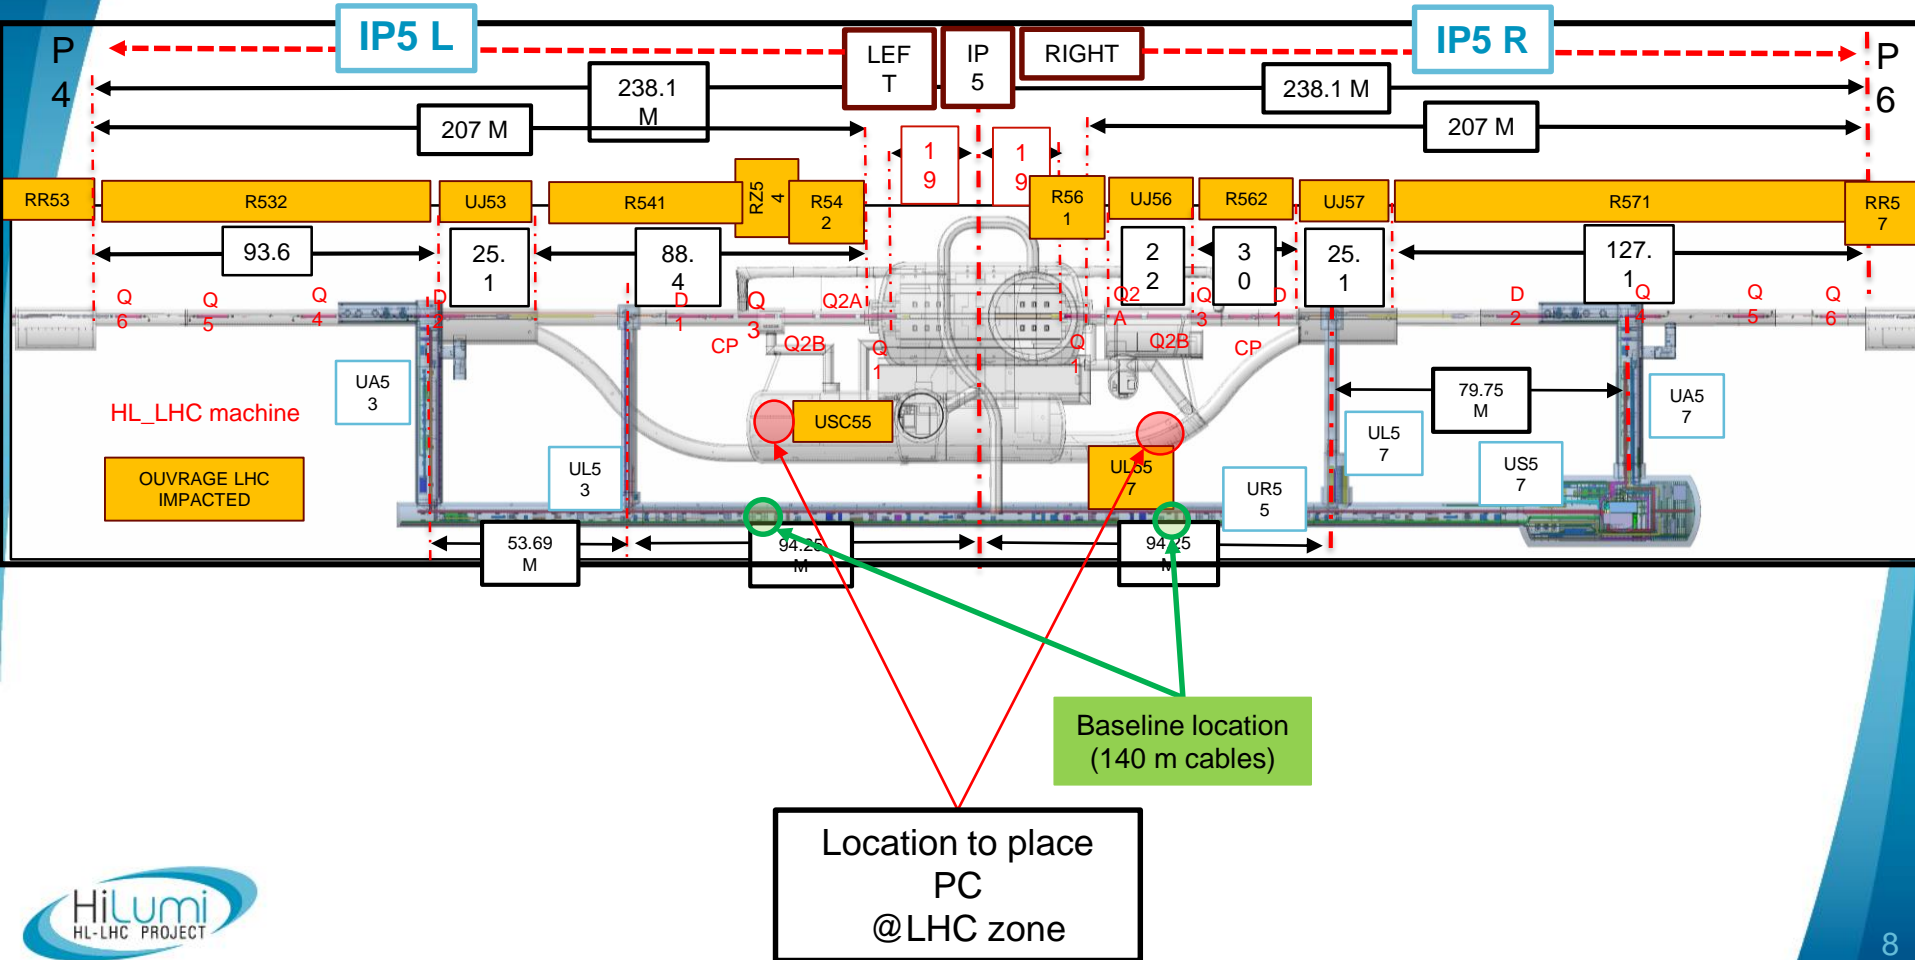 IP5 L
IP5 R
P
4
LEF
T
IP
5
RIGHT
P
6
238.1
M
238.1 M
207 M
207 M
1
9
1
9
RR53
R532
UJ53
R541
RZ5
4
R54
2
R56
1
UJ56
R562
UJ57
R571
RR5
7
93.6
25.
1
88.
4
2
2
3
0
25.
1
127.
1
Q
6
Q
5
Q
4
D
2
D
1
Q
3
Q2A
Q2
A
Q
3
D
1
D
2
Q
4
Q
5
Q
6
CP
Q2B
Q
1
Q
1
Q2B
CP
UA5
3
HL_LHC machine
OUVRAGE LHC
IMPACTED
UL5
3
USC55
UL55
7
UR5
5
UL5
7
79.75
M
US5
7
UA5
7
53.69
M
94.25
M
94.25
M
Baseline location
(140 m cables)
Location to place
PC
@LHC zone
HiLumi
HL-LHC PROJECT
8